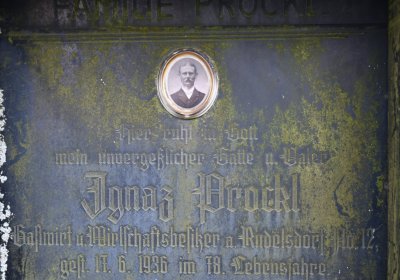 FAMILIE PROCKL
Hier ruht in Gott
mein unvergeßlicher Gatte u. Vater
Ignaz Prockl
Gastwirt u. Wirtschaftsbesitzer a. Rudelsdorf No. 12,
gest. 17. 6. 1936 im 78. Lebensjahre